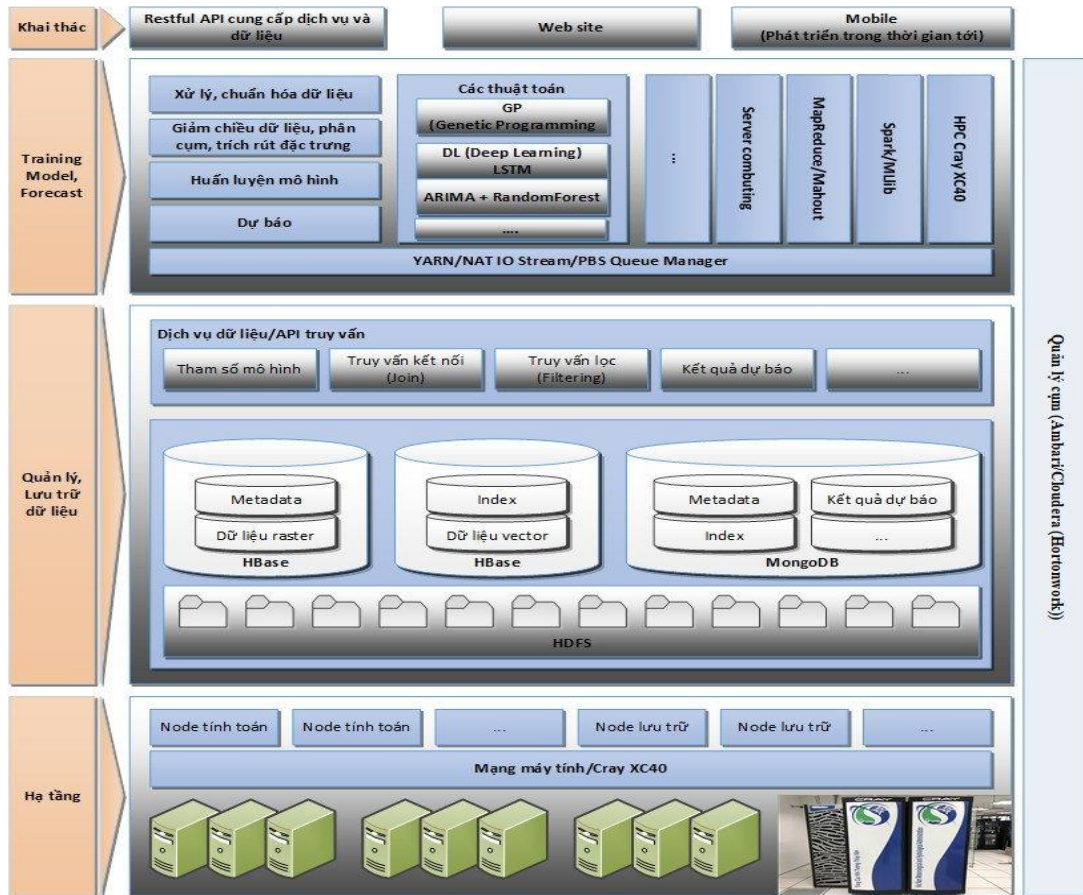 Khai thác
Restful API cung cấp dịch vụ và
dữ liệu
Web site
Mobile
(Phát triển trong thời gian tới)
Training
Model,
Forecast
Xử lý, chuẩn hóa dữ liệu
Giảm chiều dữ liệu, phân
cụm, trích rút đặc trưng
Huấn luyện mô hình
Dự báo
Các thuật toán
GP
(Genetic Programming
DL (Deep Learning)
LSTM
ARIMA + RandomForest
....
...
Server combuting
MapReduce/Mahout
Spark/MLlib
HPC Cray XC40
YARN/NAT IO Stream/PBS Queue Manager
Quản lý,
Lưu trữ
dữ liệu
Dịch vụ dữ liệu/API truy vấn
Tham số mô hình
Truy vấn kết nối
(Join)
Truy vấn lọc
(Filtering)
Kết quả dự báo
...
Metadata
Dữ liệu raster
HBase
Index
Dữ liệu vector
HBase
Metadata
Kết quả dự báo
Index
...
MongoDB
HDFS
Hạ tầng
Node tính toán
Node tính toán
...
Node lưu trữ
Node lưu trữ
...
Mạng máy tính/Cray XC40
CRAY
CRAY
Quản lý cụm (Ambari/Cloudera (Hortonwork))